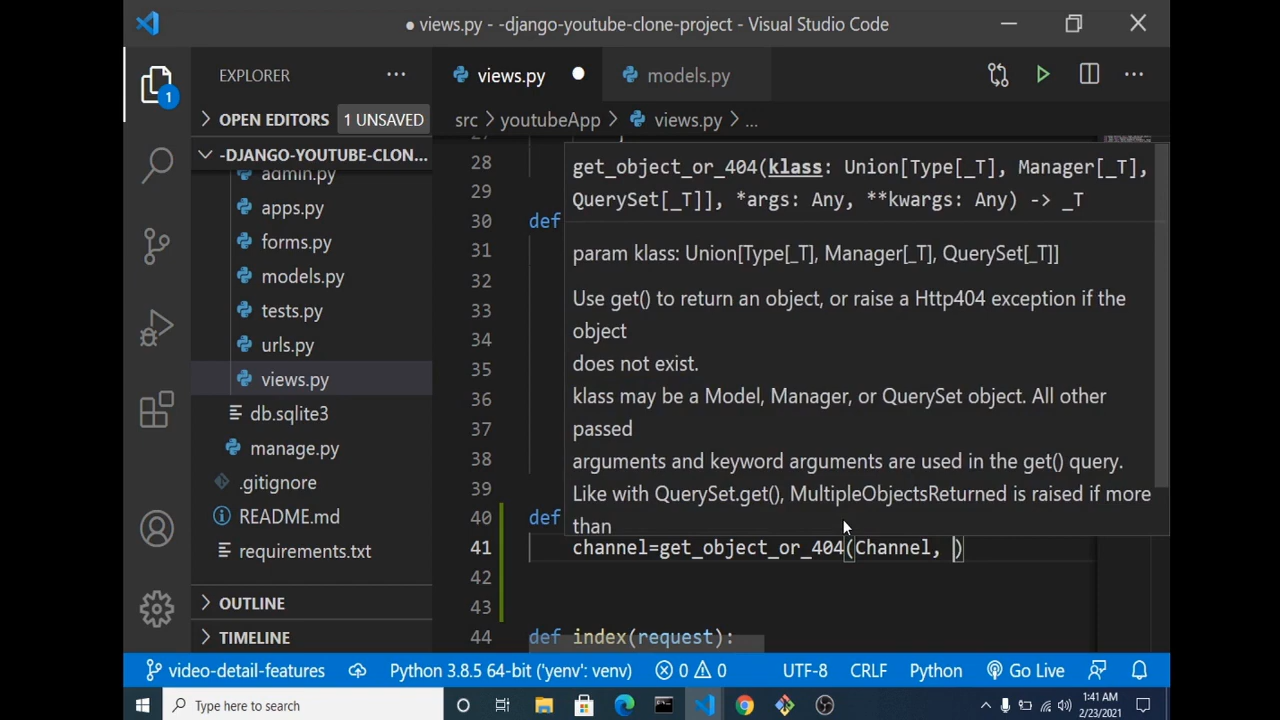 ● views.py - -django-youtube-clone-project - Visual Studio Code
EXPLORER
OPEN EDITORS 1 UNSAVED
-DJANGO-YOUTUBE-CLON...
admin.py
apps.py
forms.py
models.py
tests.py
urls.py
views.py
db.sqlite3
manage.py
.gitignore
README.md
requirements.txt
OUTLINE
TIMELINE
1
views.py ● models.py
src > youtubeApp > views.py > ...
28
29
30 def
31
32
33
34
35
36
37
38
39
40 def
41 channel=get_object_or_404(Channel, )
42
43
44 def index(request):
get_object_or_404(klass: Union[Type[_T], Manager[_T],
QuerySet[_T]], *args: Any, **kwargs: Any) -> _T
param klass: Union[Type[_T], Manager[_T], QuerySet[_T]]
Use get() to return an object, or raise a Http404 exception if the
object
does not exist.
klass may be a Model, Manager, or QuerySet object. All other
passed
arguments and keyword arguments are used in the get() query.
Like with QuerySet.get(), MultipleObjectsReturned is raised if more
than
video-detail-features Python 3.8.5 64-bit ('yenv': venv) 0 0 UTF-8 CRLF Python Go Live
Type here to search
1:41 AM
2/23/2021